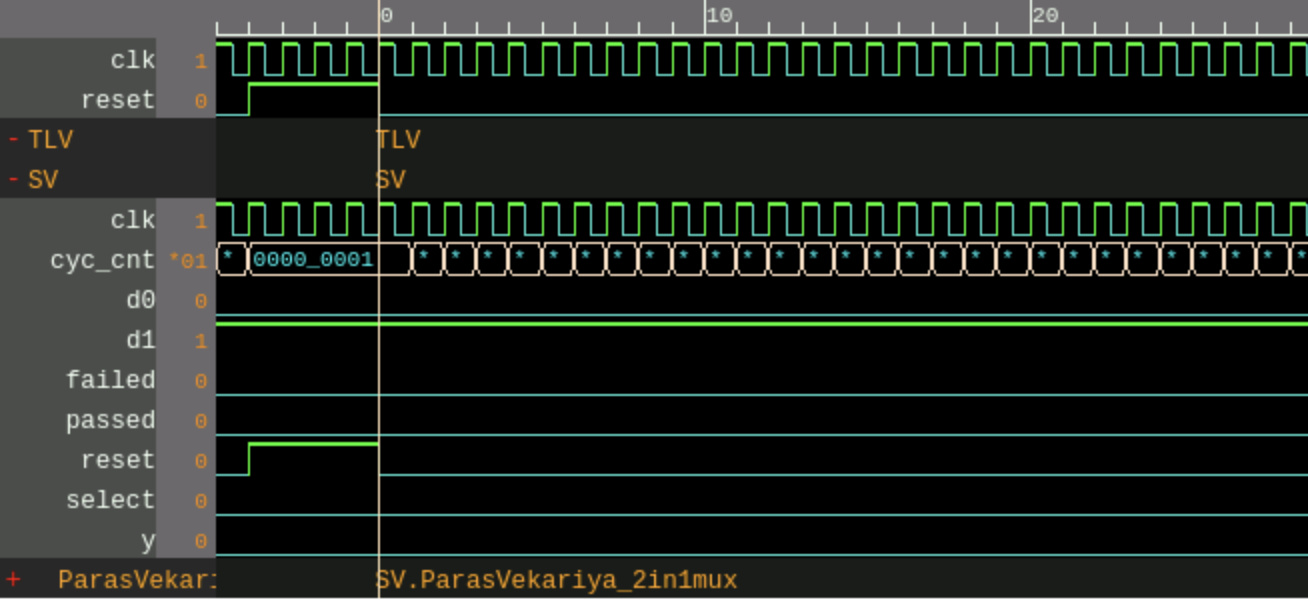 0 10 20
clk 1
reset 0
- TLV TLV
- SV SV
clk 1
cyc_cnt *01 * 0000_0001 * * * * * * * * * * * * * * * * * * * * * * * * * * * *
d0 0
d1 1
failed 0
passed 0
reset 0
select 0
y 0
+ ParasVekari SV.ParasVekariya_2in1mux